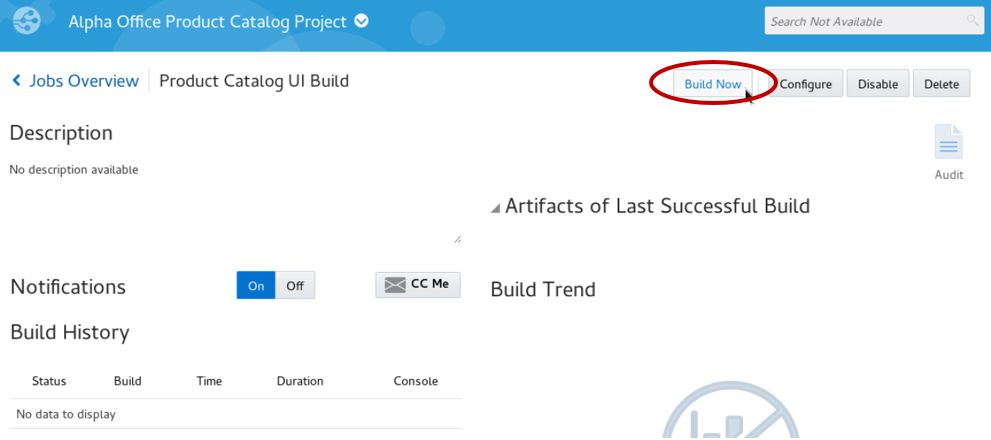 Alpha Office Product Catalog Project
Search Not Available
Jobs Overview Product Catalog UI Build
Build Now Configure Disable Delete
Description
No description available
Audit
Artifacts of Last Successful Build
Notifications On Off CC Me
Build Trend
Build History
Status Build Time Duration Console
No data to display